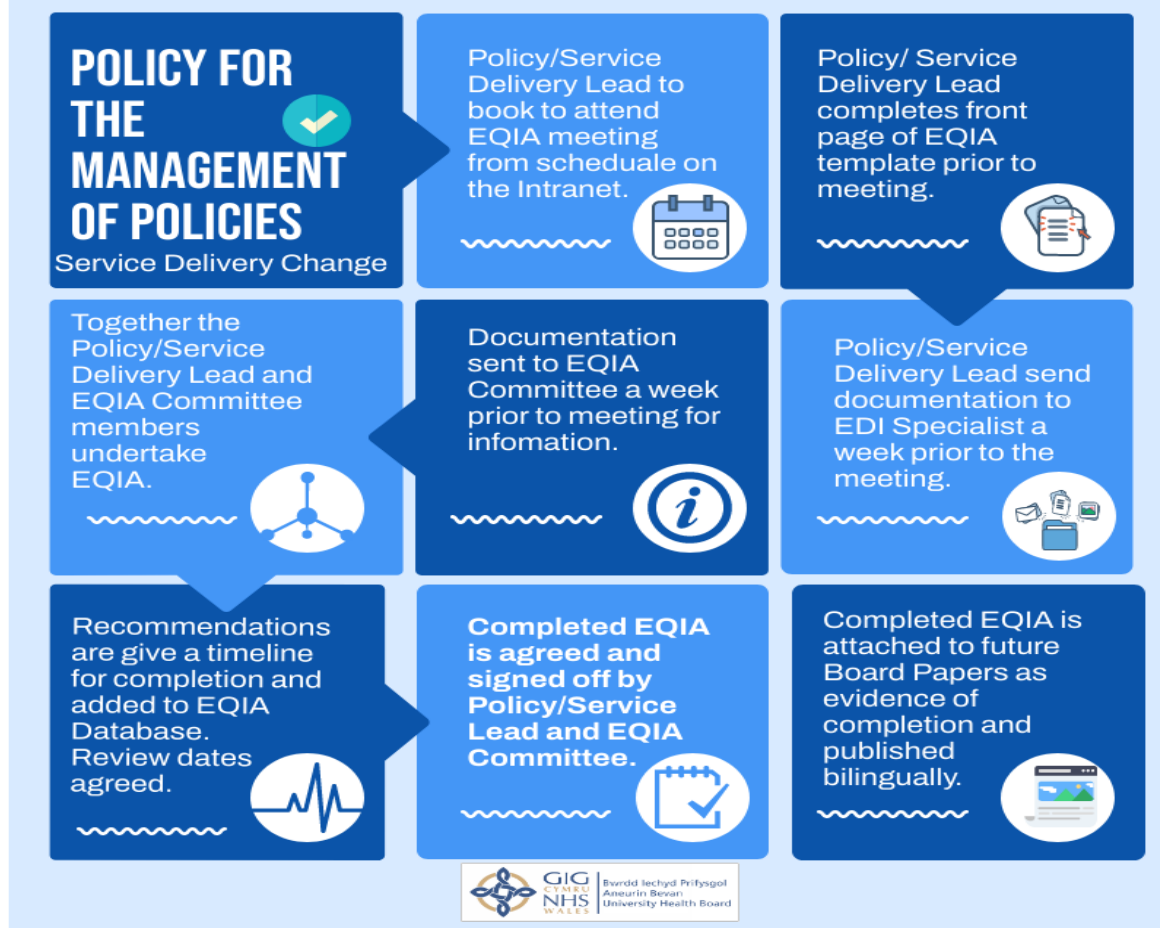 POLICY FOR
THE
MANAGEMENT
OF POLICIES
Service Delivery Change
Policy/Service
Delivery Lead to
book to attend
EQIA meeting
from scheduale on
the Intranet.
Policy/ Service
Delivery Lead
completes front
page of EQIA
template prior to
meeting.
Policy/Service
Delivery Lead send
documentation to
EDI Specialist a
week prior to the
meeting.
Documentation
sent to EQIA
Committee a week
prior to meeting for
infomation.
Together the
Policy/Service
Delivery Lead and
EQIA Committee
members
undertake
EQIA.
Recommendations
are give a timeline
for completion and
added to EQIA
Database.
Review dates
agreed.
Completed EQIA
is agreed and
signed off by
Policy/Service
Lead and EQIA
Committee.
Completed EQIA is
attached to future
Board Papers as
evidence of
completion and
published
bilingually.
GIG
CYMRU
NHS
WALES
Bwrdd Iechyd Prifysgol
Aneurin Bevan
University Health Board